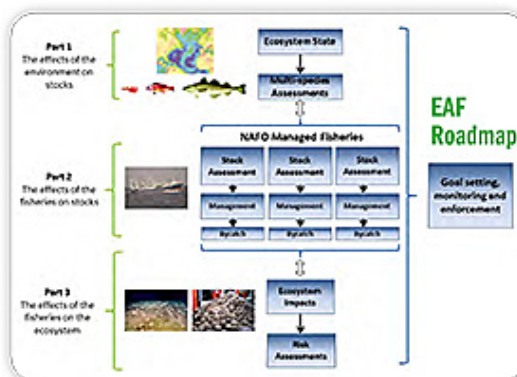 Part 1
The effects of the
environment on
stocks
Ecosystem State
Multi-species
Assessments
EAF
Roadmap
NAFO Managed Fisheries
Stock
Assessment
Stock
Assessment
Stock
Assessment
Part 2
The effects of the
fisheries on stocks
Management
Management
Management
Bycatch
Bycatch
Bycatch
Goal setting,
monitoring and
enforcement
Part 3
The effects of the
fisheries on the
ecosystem
Ecosystem
Impacts
Risk
Assessments